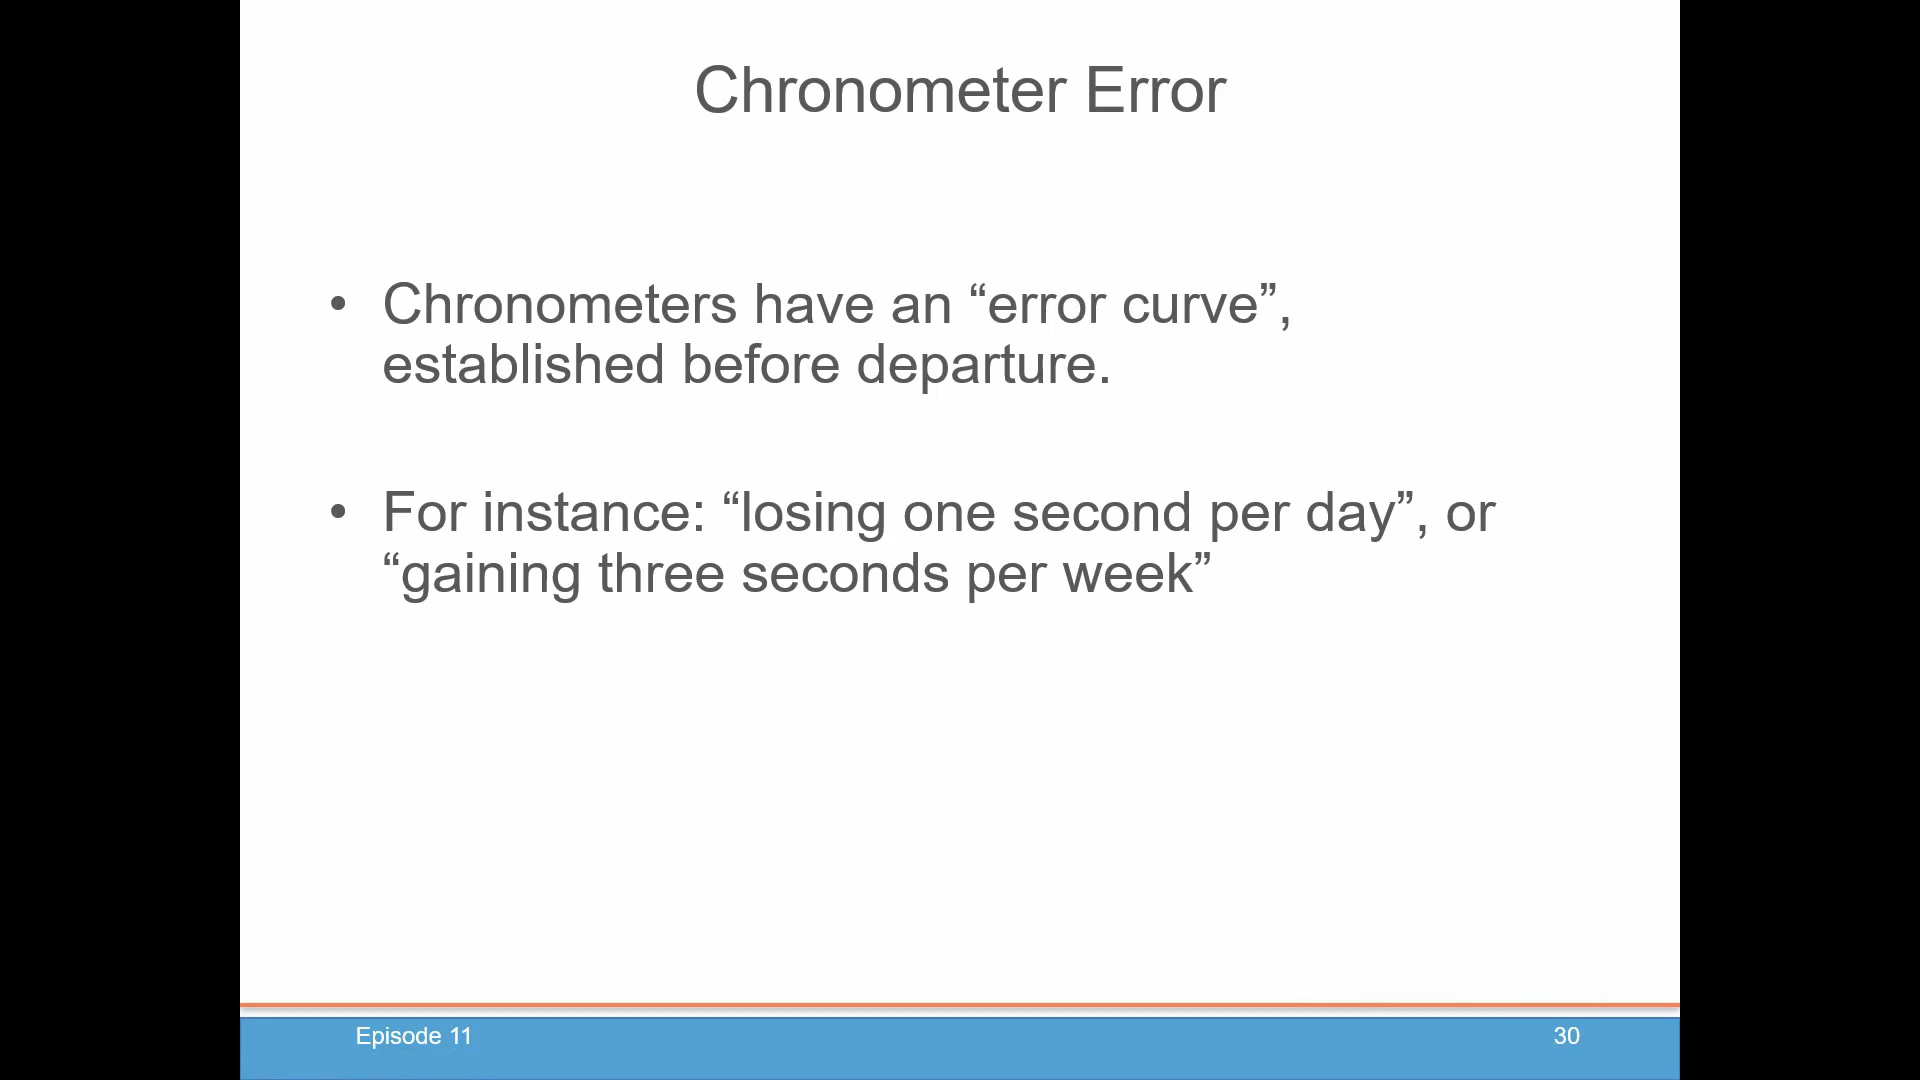 Chronometer Error
• Chronometers have an “error curve”,
established before departure.
• For instance: “losing one second per day”, or
“gaining three seconds per week”
Episode 11
30